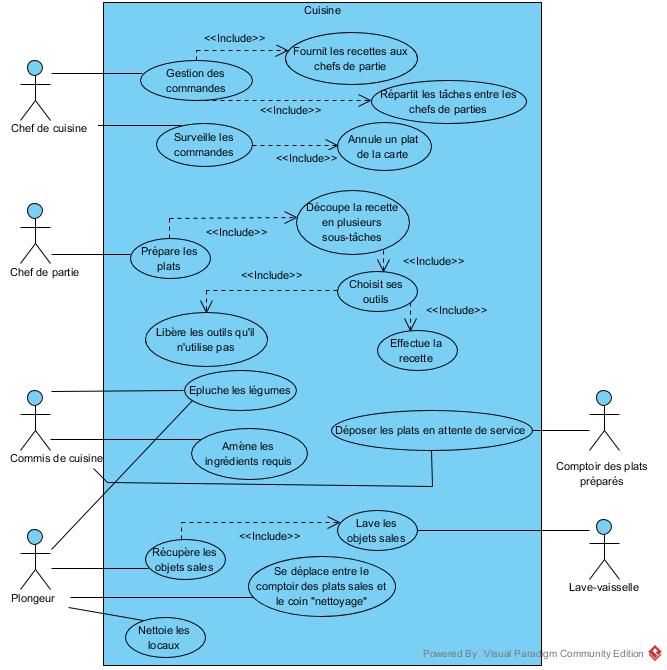 Cuisine
<<Include>>
Fournit les recettes aux
chefs de partie
Gestion des
commandes
Répartit les tâches entre les
chefs de parties
<<Include>>
Chef de cuisine
Surveille les
commandes
Annule un plat
de la carte
<<Include>>
Découpe la recette
en plusieurs
sous-tâches
<<Include>>
Prépare les
plats
Chef de partie
<<Include>>
<<Include>>
Choisit ses
outils
<<Include>>
Libère les outils qu'il
n'utilise pas
Effectue la
recette
Epluche les légumes
Déposer les plats en attente de service
Commis de cuisine
Amène les
ingrédients requis
Comptoir des plats
préparés
Lave les
objets sales
<<Include>>
Récupère les
objets sales
Se déplace entre le
comptoir des plats sales et
le coin "nettoyage"
Lave-vaisselle
Plongeur
Nettoie les
locaux
Powered By Visual Paradigm Community Edition